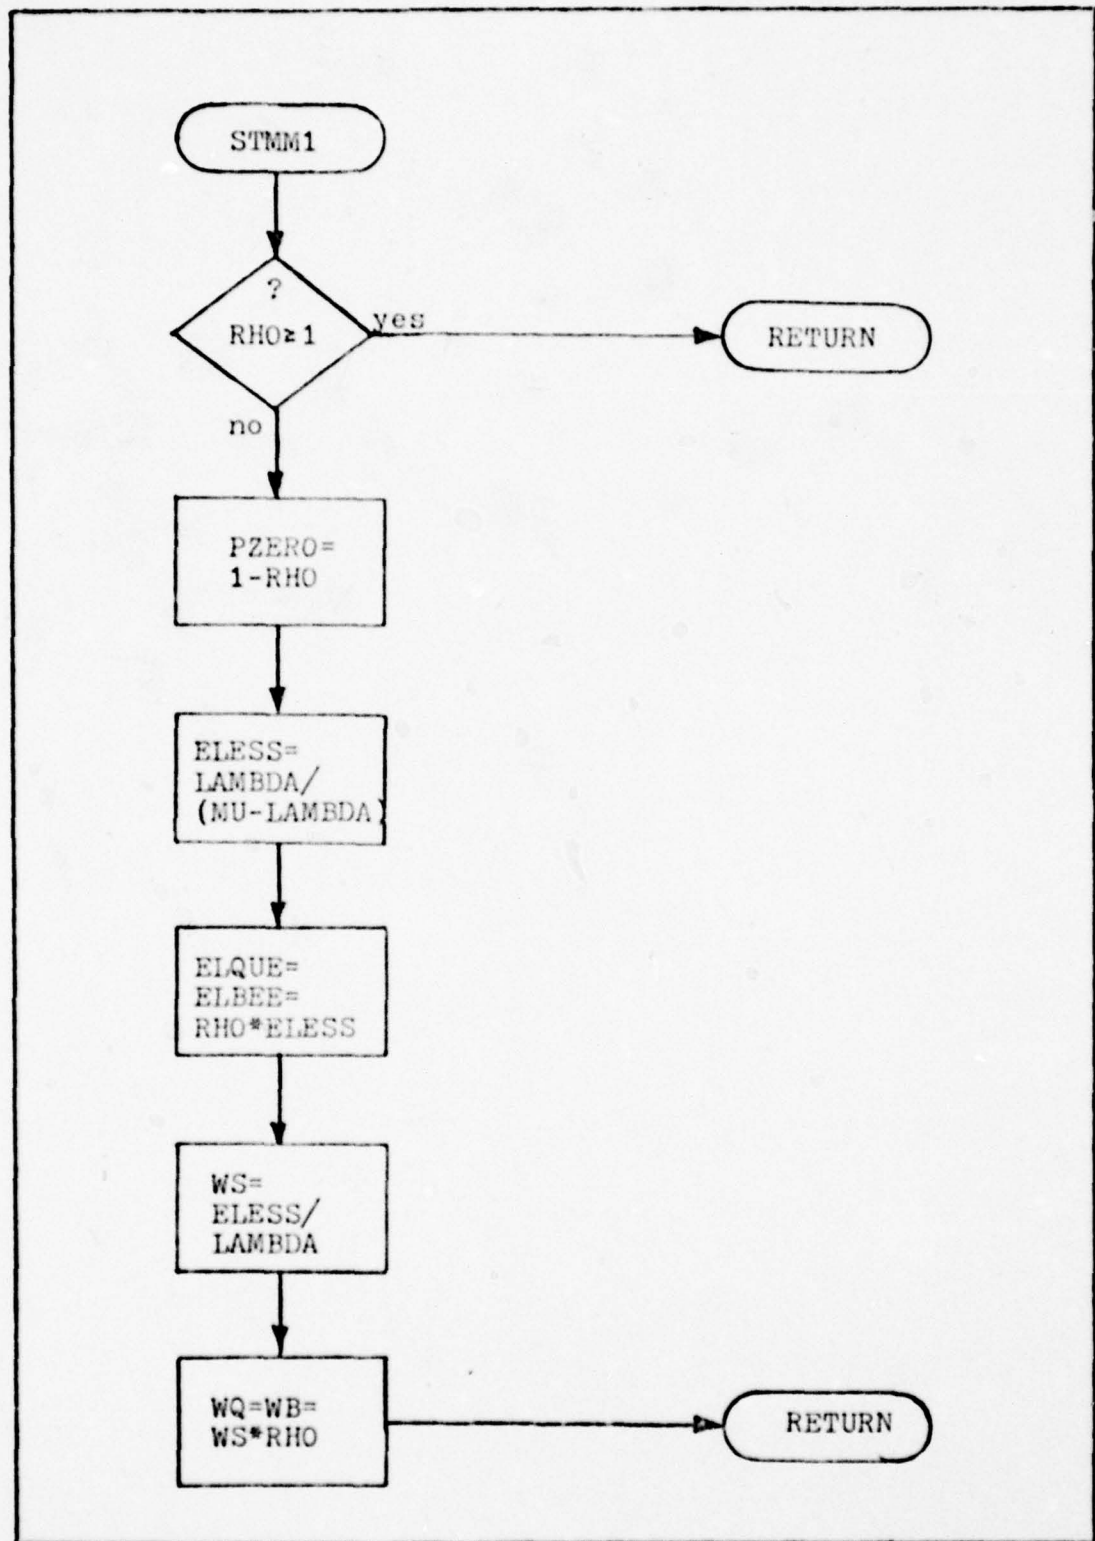 STMM1
?
RHO≥1
yes
RETURN
no
PZERO=
1-RHO
ELESS=
LAMBDA/
(MU-LAMBDA)
ELQUE=
ELBEE=
RHO*ELESS
WS=
ELESS/
LAMBDA
WQ=WB=
WS*RHO
RETURN